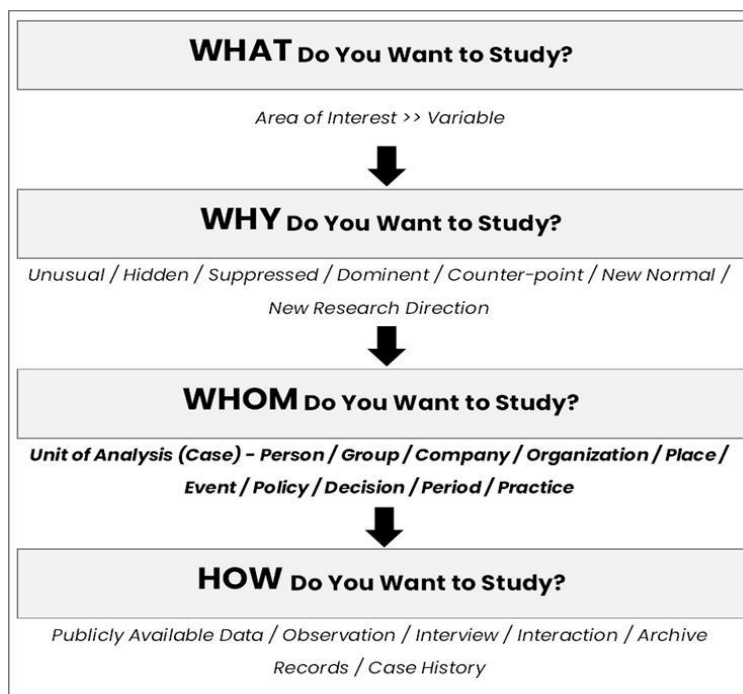 WHAT Do You Want to Study?
Area of Interest >> Variable
WHY Do You Want to Study?
Unusual / Hidden / Suppressed / Dominent / Counter-point / New Normal /
New Research Direction
WHOM Do You Want to Study?
Unit of Analysis (Case) - Person / Group / Company / Organization / Place /
Event / Policy / Decision / Period / Practice
HOW Do You Want to Study?
Publicly Available Data / Observation / Interview / Interaction / Archive
Records / Case History